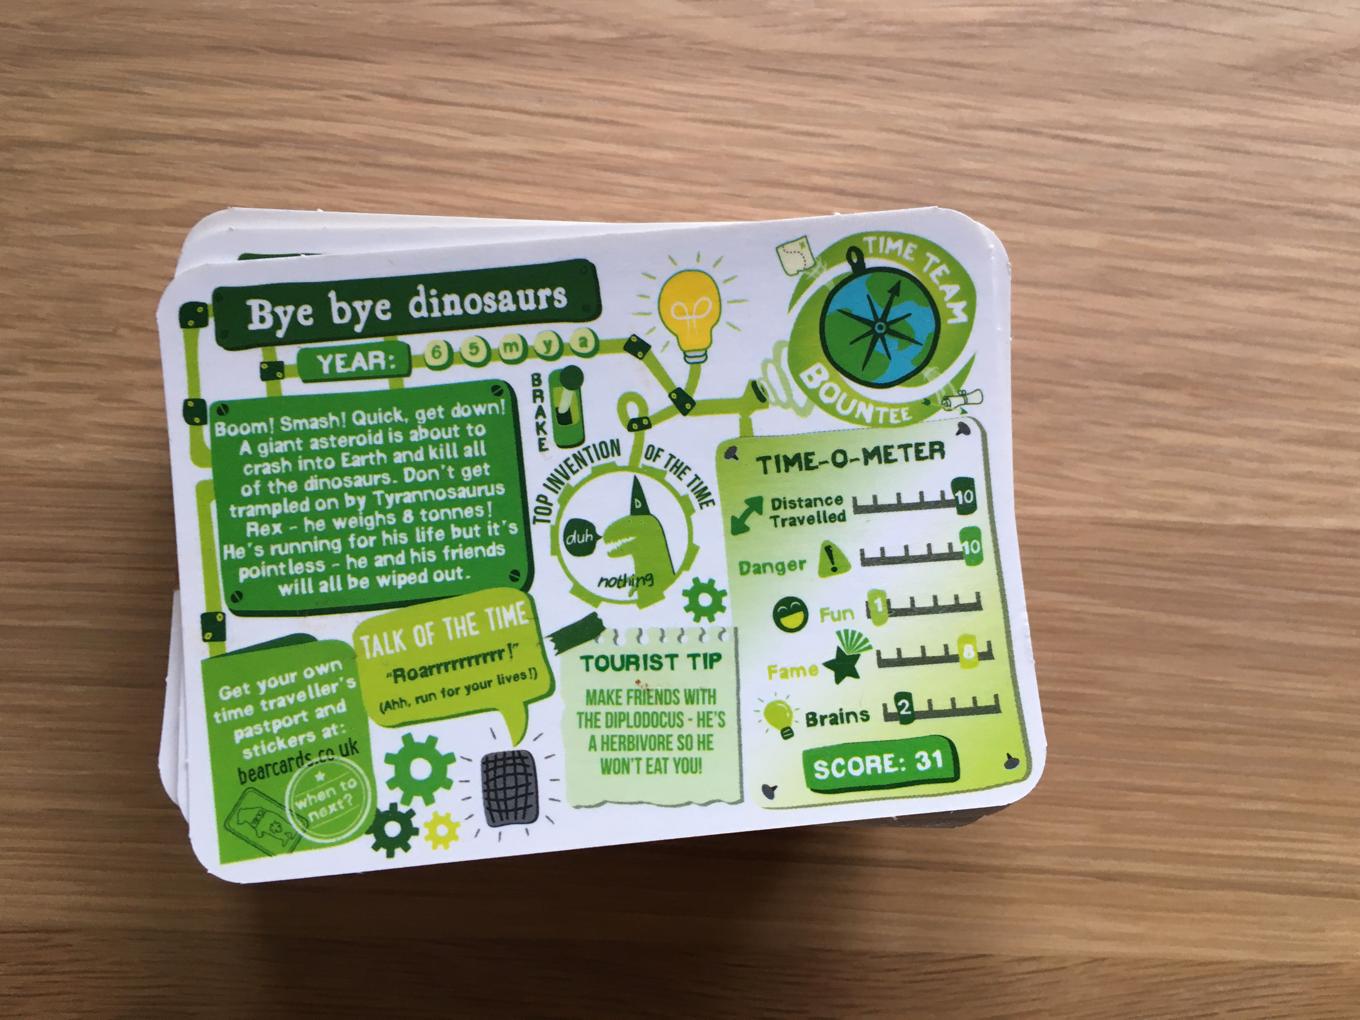 Bye bye dinosaurs
YEAR: 65mya
Boom! Smash! Quick, get down!
A giant asteroid is about to
crash into Earth and kill all
of the dinosaurs. Don't get
trampled on by Tyrannosaurus
Rex - he weighs 8 tonnes!
He's running for his life but it's
pointless - he and his friends
will all be wiped out.
BRAKE
TOP INVENTION OF THE TIME
D
duh
nothing
TIME TEAM
BOUNTEE
TIME-O-METER
Distance
Travelled
10
Danger ! 10
Fun 1
Fame 8
Brains 2
SCORE: 31
TALK OF THE TIME
"Roarrrrrrrrrr!"
(Ahh, run for your lives!)
TOURIST TIP
MAKE FRIENDS WITH
THE DIPLODOCUS - HE'S
A HERBIVORE SO HE
WON'T EAT YOU!
Get your own
time traveller's
pastport and
stickers at:
bearcards.co.uk
when to
next?